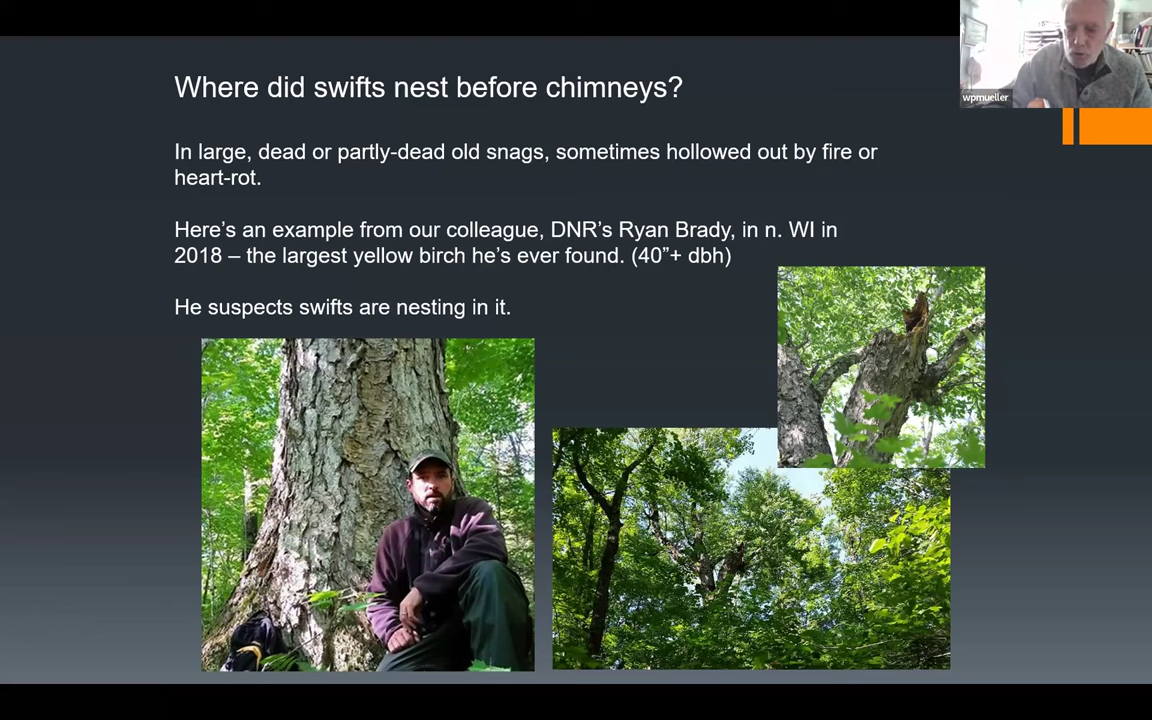 Where did swifts nest before chimneys?
In large, dead or partly-dead old snags, sometimes hollowed out by fire or
heart-rot.
Here’s an example from our colleague, DNR’s Ryan Brady, in n. WI in
2018 – the largest yellow birch he’s ever found. (40”+ dbh)
He suspects swifts are nesting in it.
wpmueller